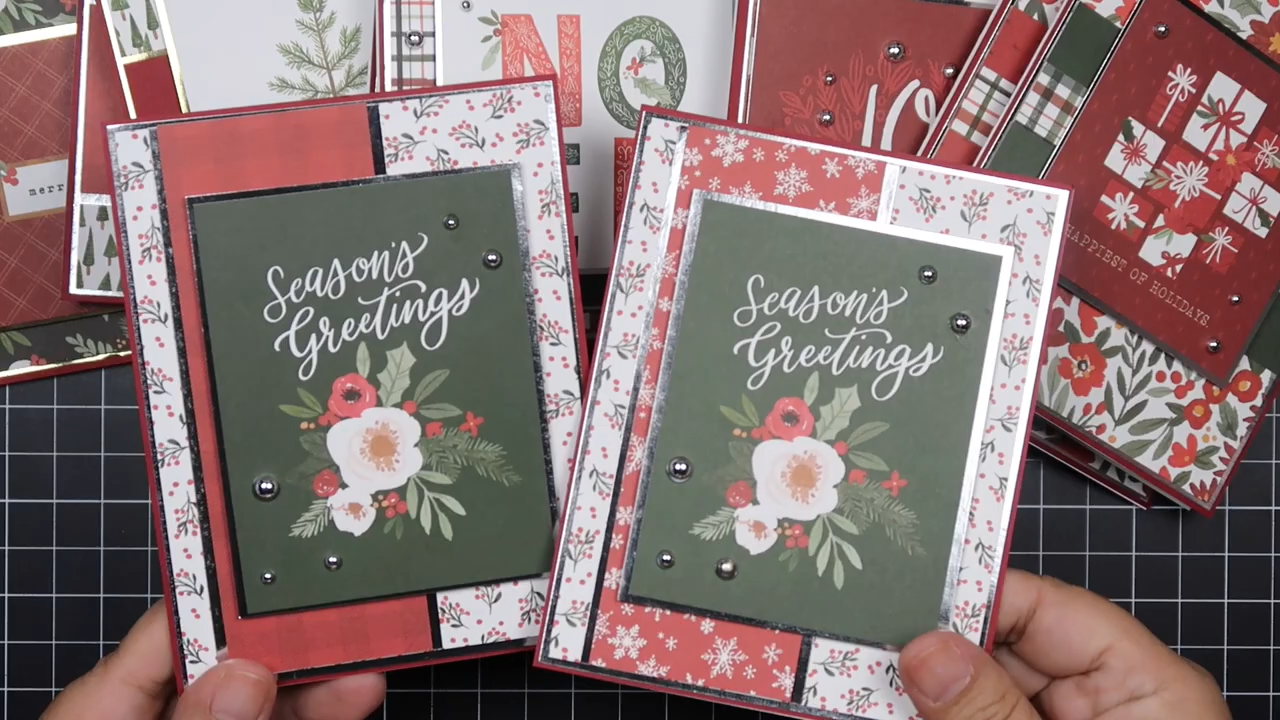 NO
merr
Season's
Greetings
Season's
Greetings
HAPPIEST OF HOLIDAYS.